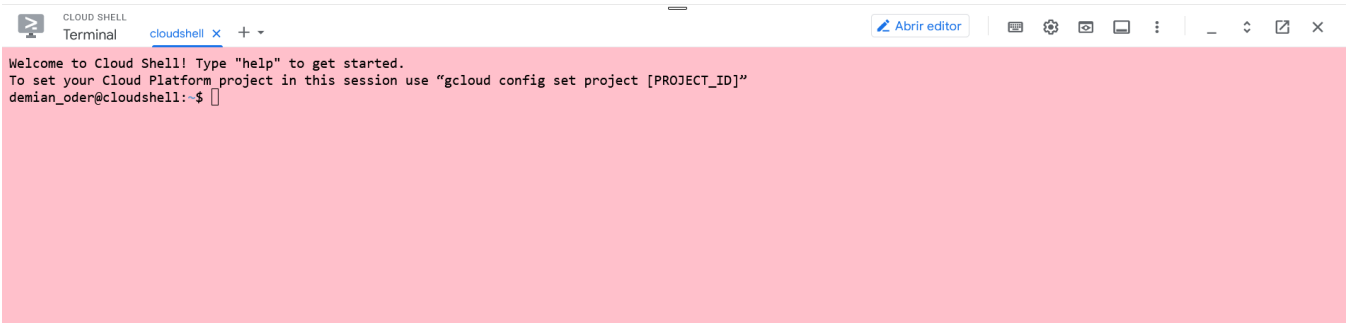 CLOUD SHELL
Terminal
cloudshell
Abrir editor
Welcome to Cloud Shell! Type "help" to get started.
To set your Cloud Platform project in this session use “gcloud config set project [PROJECT_ID]”
demian_oder@cloudshell:~$